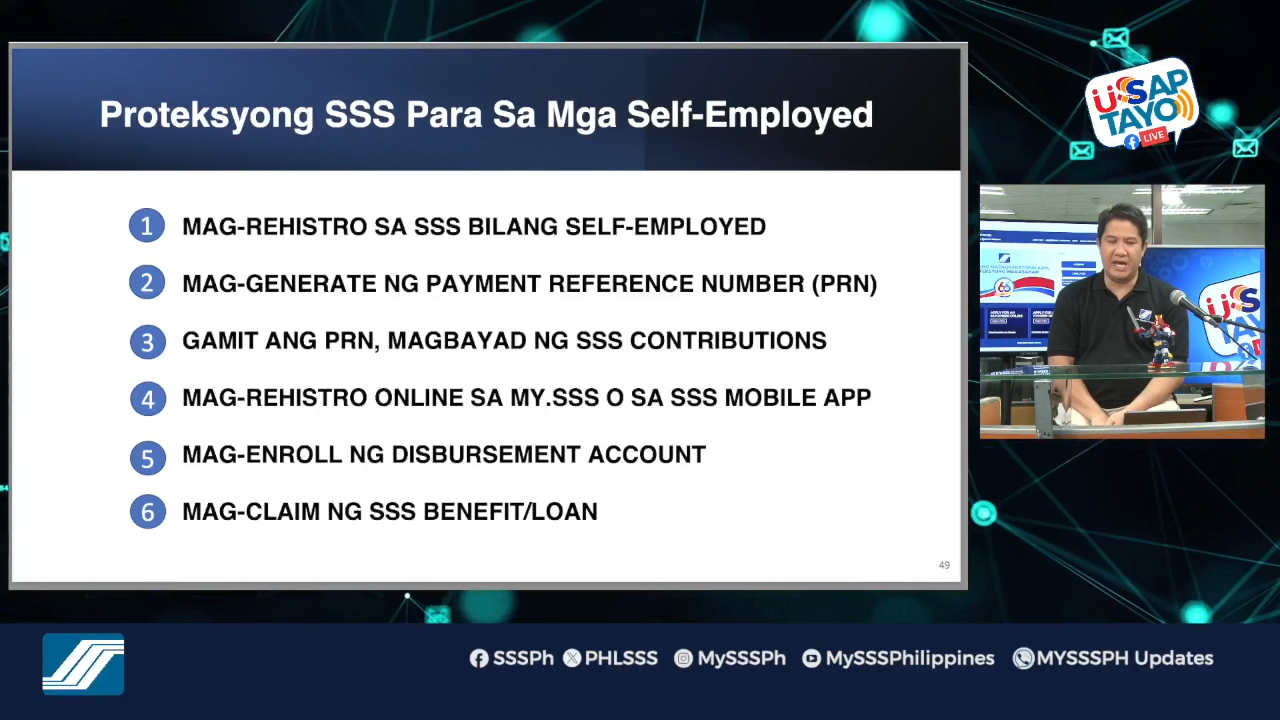 Proteksyong SSS Para Sa Mga Self-Employed
1 MAG-REHISTRO SA SSS BILANG SELF-EMPLOYED
2 MAG-GENERATE NG PAYMENT REFERENCE NUMBER (PRN)
3 GAMIT ANG PRN, MAGBAYAD NG SSS CONTRIBUTIONS
4 MAG-REHISTRO ONLINE SA MY.SSS O SA SSS MOBILE APP
5 MAG-ENROLL NG DISBURSEMENT ACCOUNT
6 MAG-CLAIM NG SSS BENEFIT/LOAN
49
USSAP
TAYO
LIVE
66
SSSPh PHLSSS MySSSPh MySSSPhilippines MYSSSPH Updates